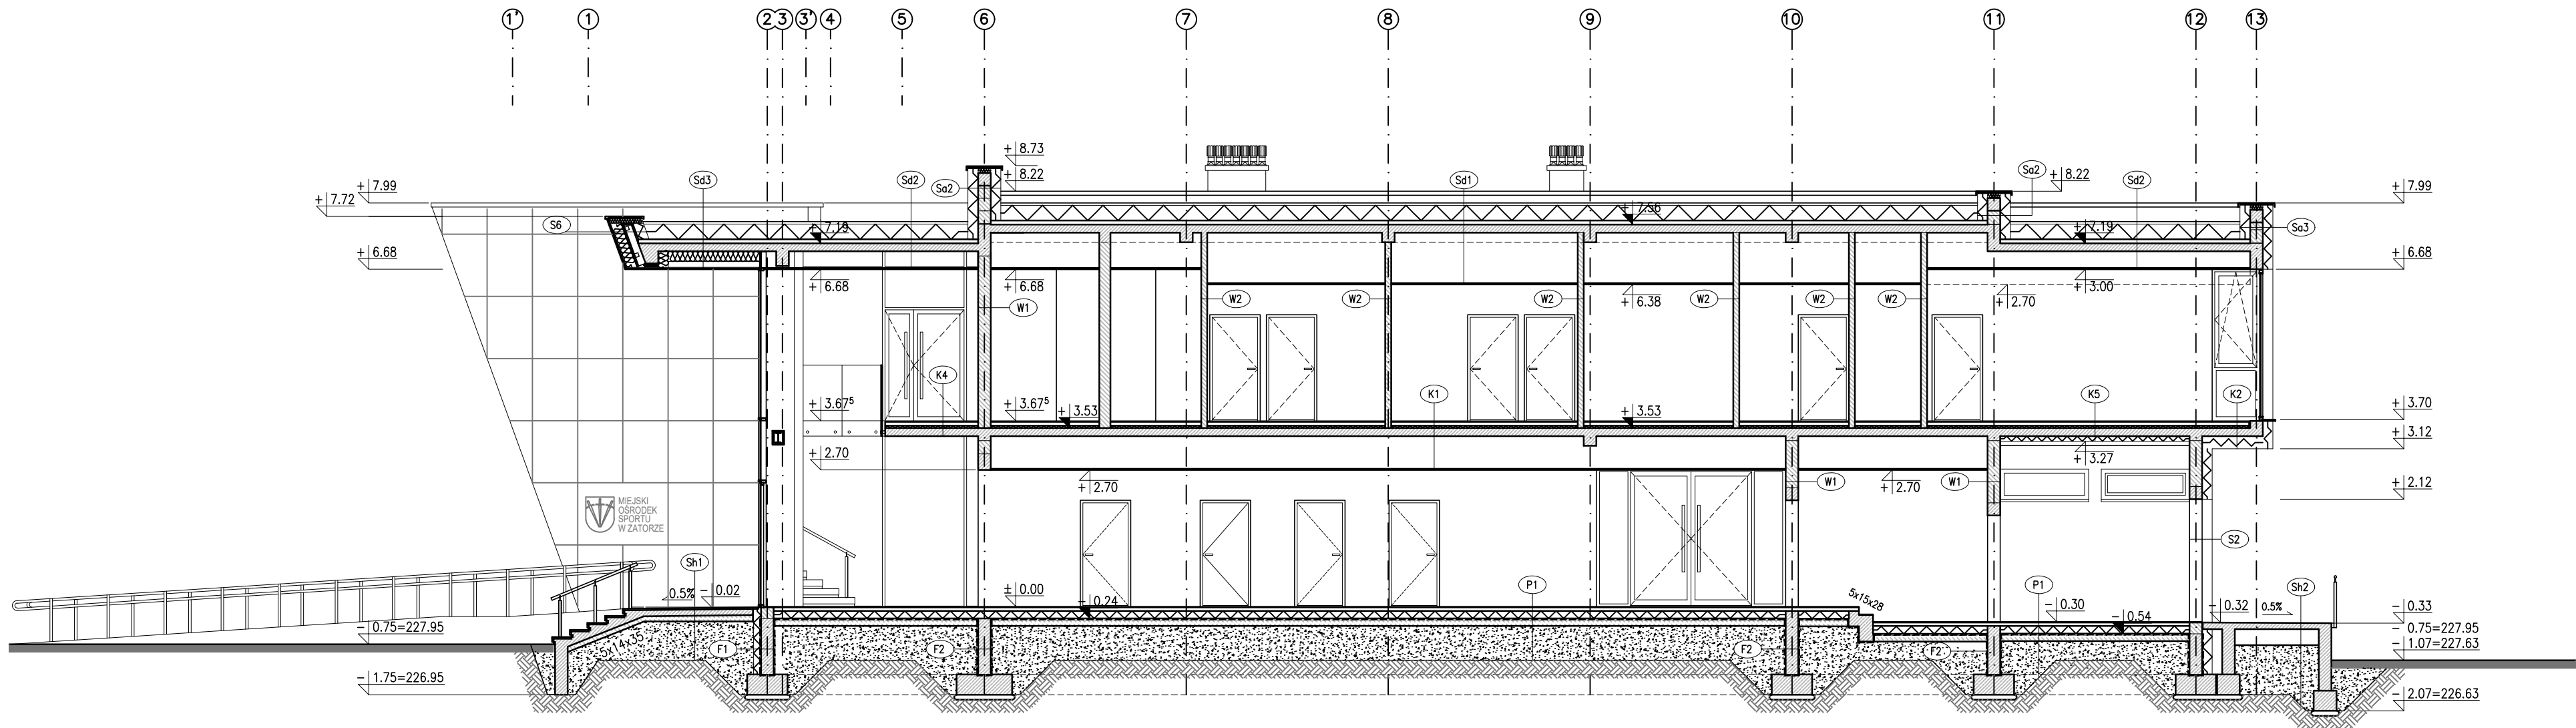 1' 1 2 3 3' 4 5 6 7 8 9 10 11 12 13
+ 8.73
+ 8.22
+ 7.99
+ 7.72
Sd3
Sd2
Sa2
Sd1
Sa2
+ 8.22
Sd2
+ 7.99
S6
+ 7.19
+ 7.56
+ 7.19
Sa3
+ 6.68
+ 6.68
+ 6.68
+ 6.38
+ 2.70
+ 3.00
+ 6.68
W1
W2
W2
W2
W2
W2
W2
K4
K1
K5
K2
+ 3.67⁵
+ 3.67⁵
+ 3.53
+ 3.53
+ 3.70
+ 3.12
+ 2.70
+ 2.70
+ 2.70
+ 3.27
W1
W1
+ 2.12
MIEJSKI
OŚRODEK
SPORTU
W ZATORZE
S2
Sh1
P1
P1
Sh2
0.5%
- 0.02
± 0.00
- 0.24
5x15x28
- 0.30
- 0.54
- 0.32
0.5%
- 0.33
- 0.75=227.95
- 0.75=227.95
- 1.07=227.63
5x14x35
F1
F2
F2
F2
- 1.75=226.95
- 2.07=226.63